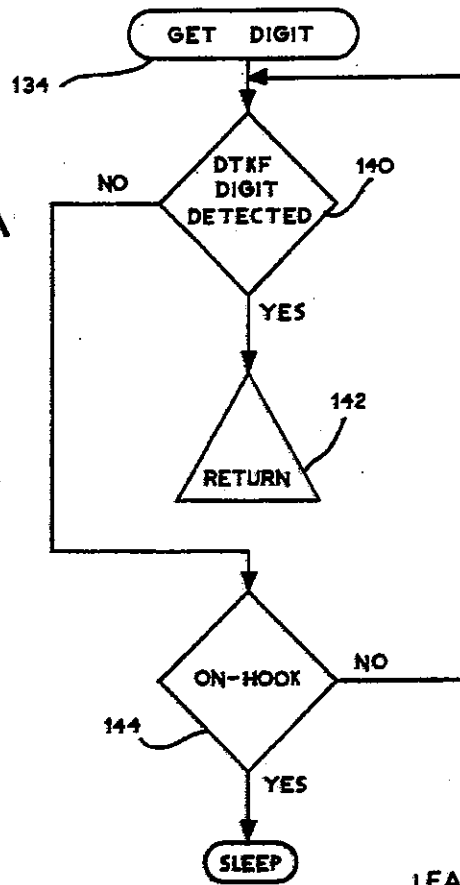 GET DIGIT
134
DTKF
DIGIT
DETECTED
140
NO
A
YES
142
RETURN
ON-HOOK
NO
144
YES
SLEEP